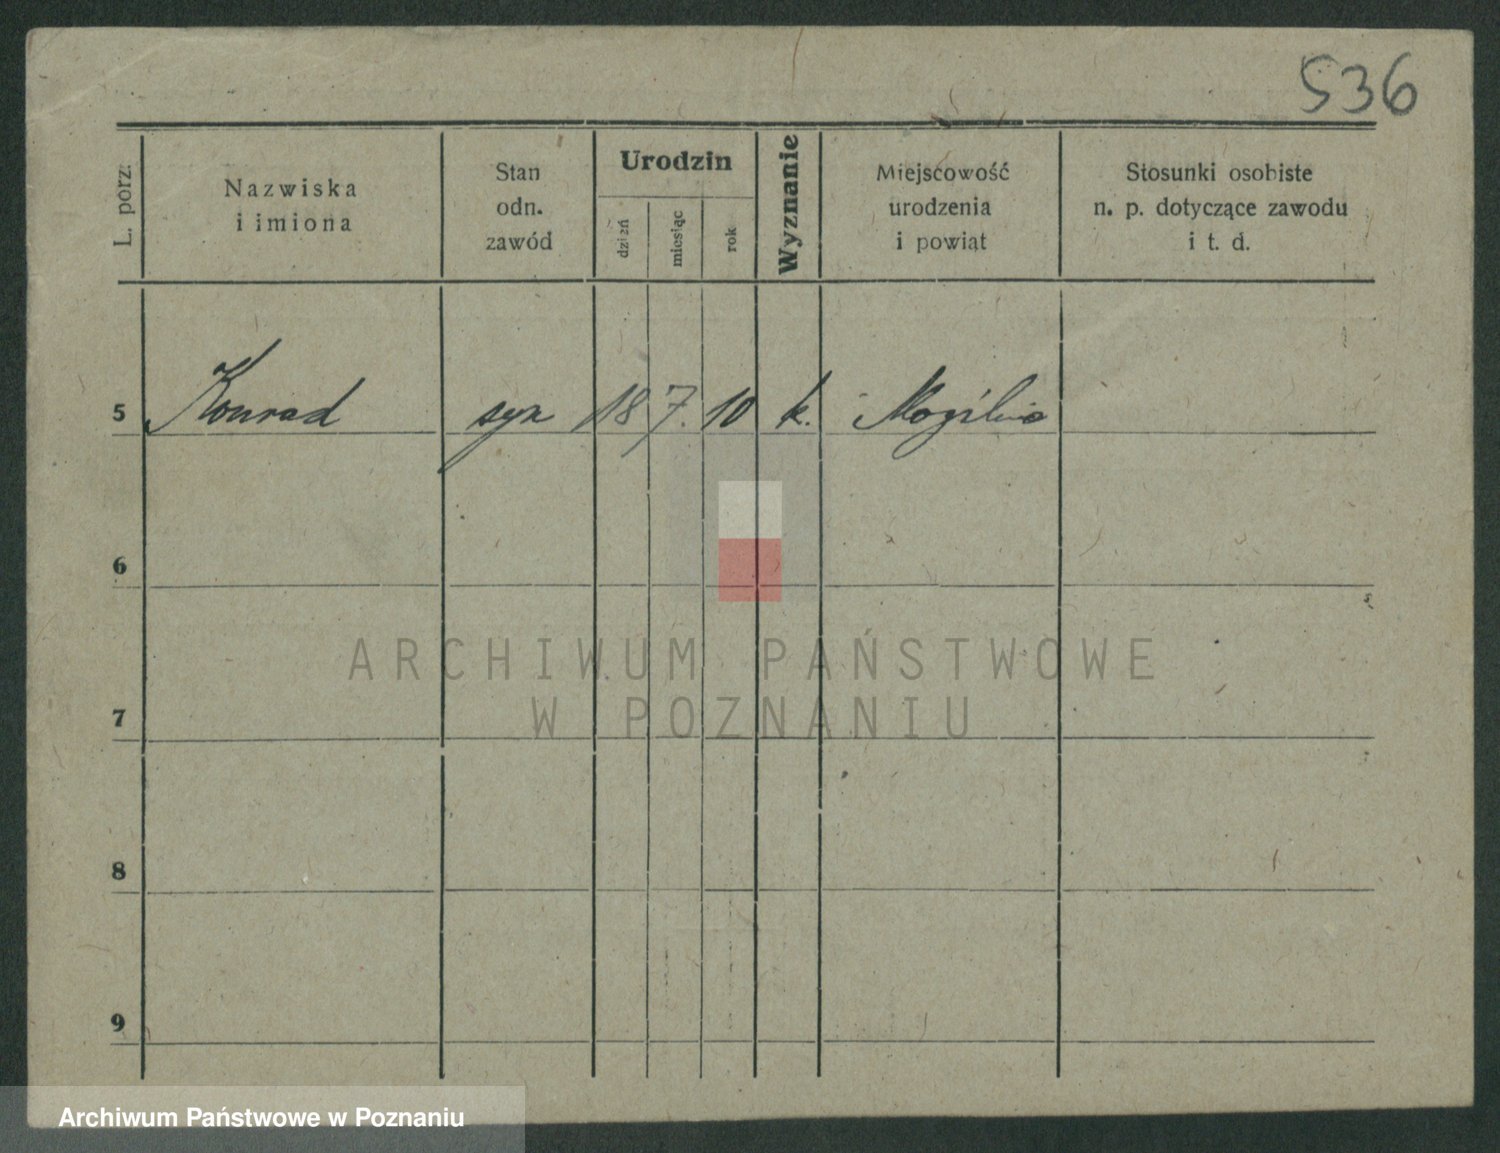 536
L. porz.
Nazwiska
i imiona
Stan
odn.
zawód
Urodzin
dzień
miesiąc
rok
Wyznanie
Miejscowość
urodzenia
i powiat
Stosunki osobiste
n. p. dotyczące zawodu
i t. d.
5 Konrad syn 18 7. 10 k. Mogilno
6
7
8
9
ARCHIWUM PAŃSTWOWE
W POZNANIU
Archiwum Państwowe w Poznaniu